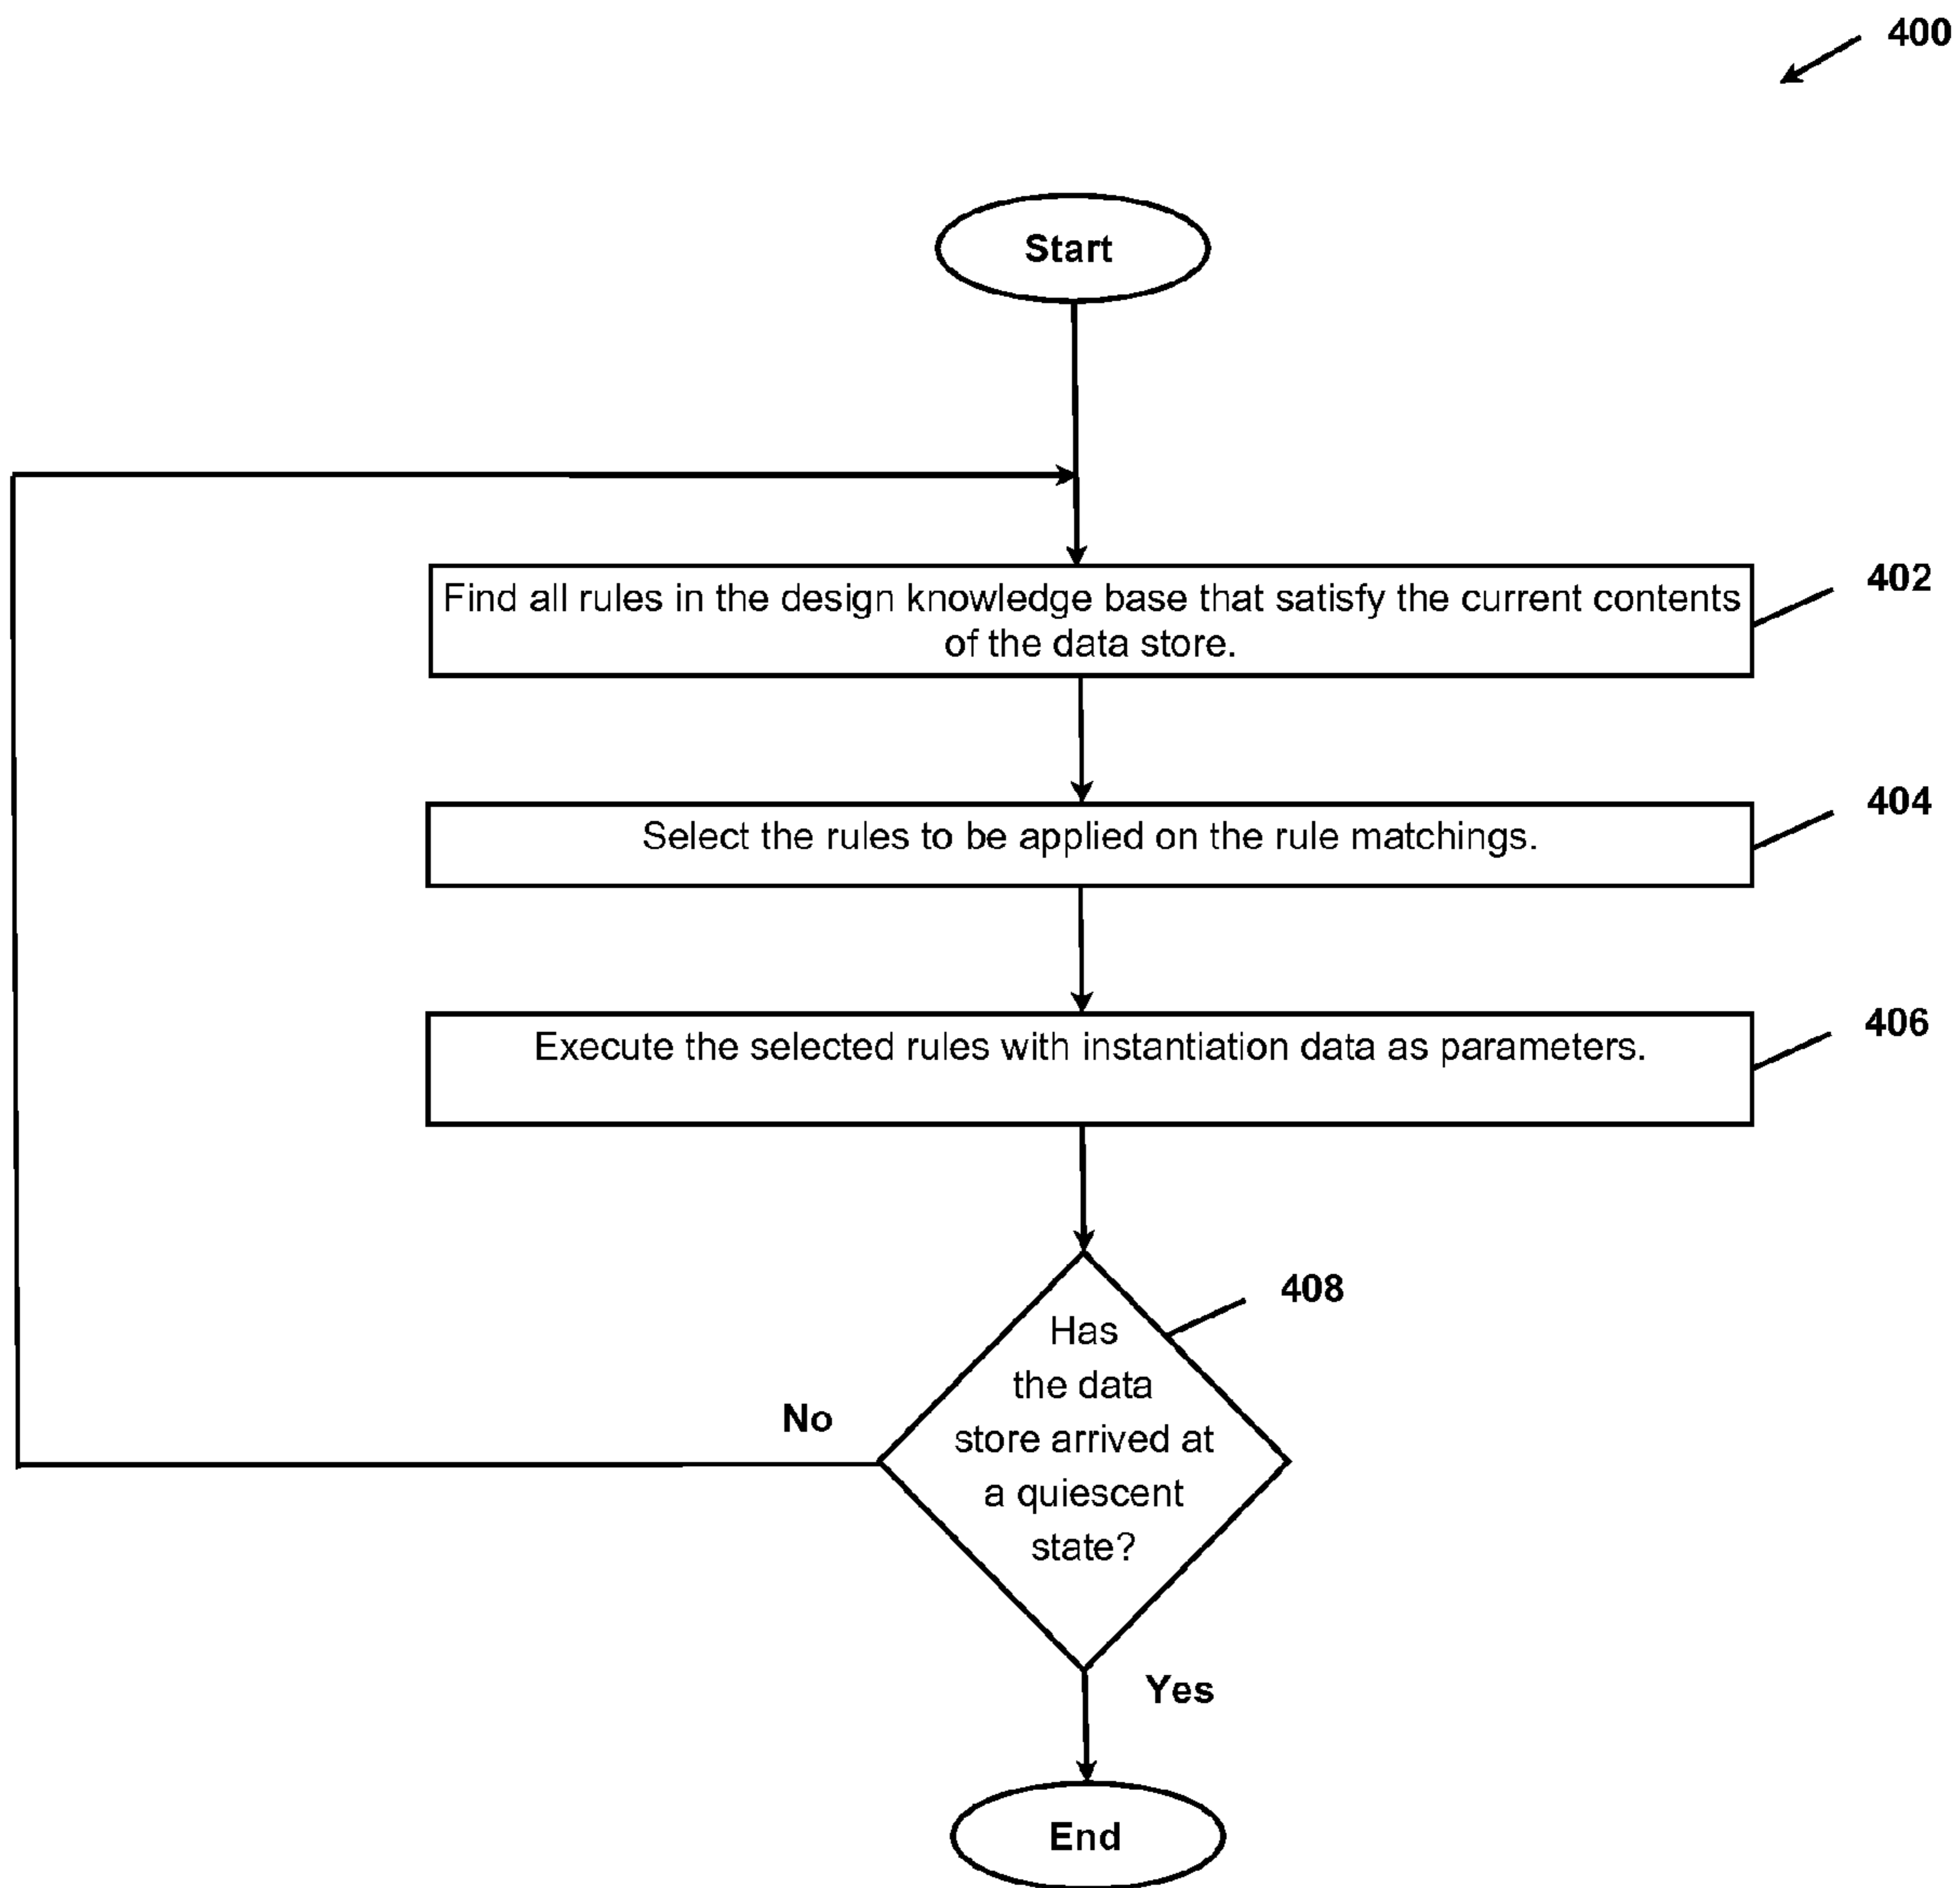 400
Start
Find all rules in the design knowledge base that satisfy the current contents
of the data store.
402
Select the rules to be applied on the rule matchings.
404
Execute the selected rules with instantiation data as parameters.
406
Has
the data
store arrived at
a quiescent
state?
408
No
Yes
End